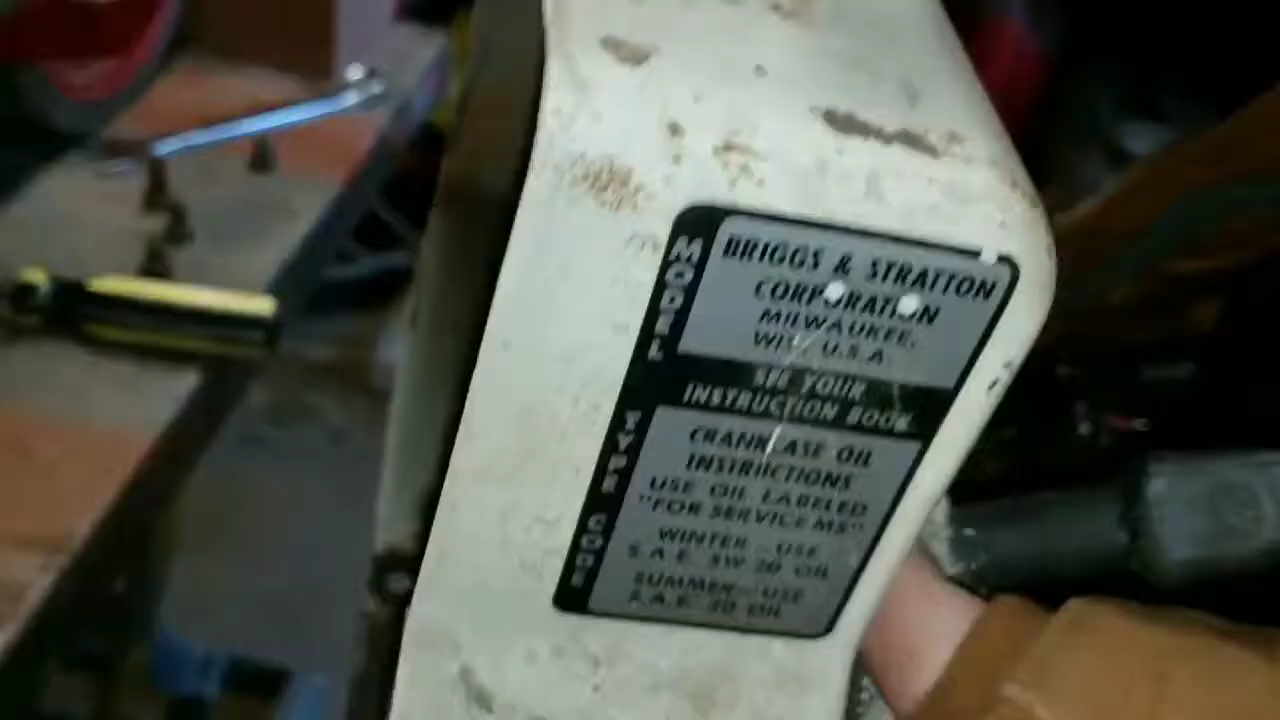 MODEL
TYPE
CODE
BRIGGS & STRATTON
CORPORATION
MILWAUKEE,
WIS. U.S.A.
SEE YOUR
INSTRUCTION BOOK
CRANKCASE OIL
INSTRUCTIONS
USE OIL LABELED
"FOR SERVICE MS"
WINTER—USE
S.A.E. 5W-20 OIL
SUMMER—USE
S.A.E. 30 OIL